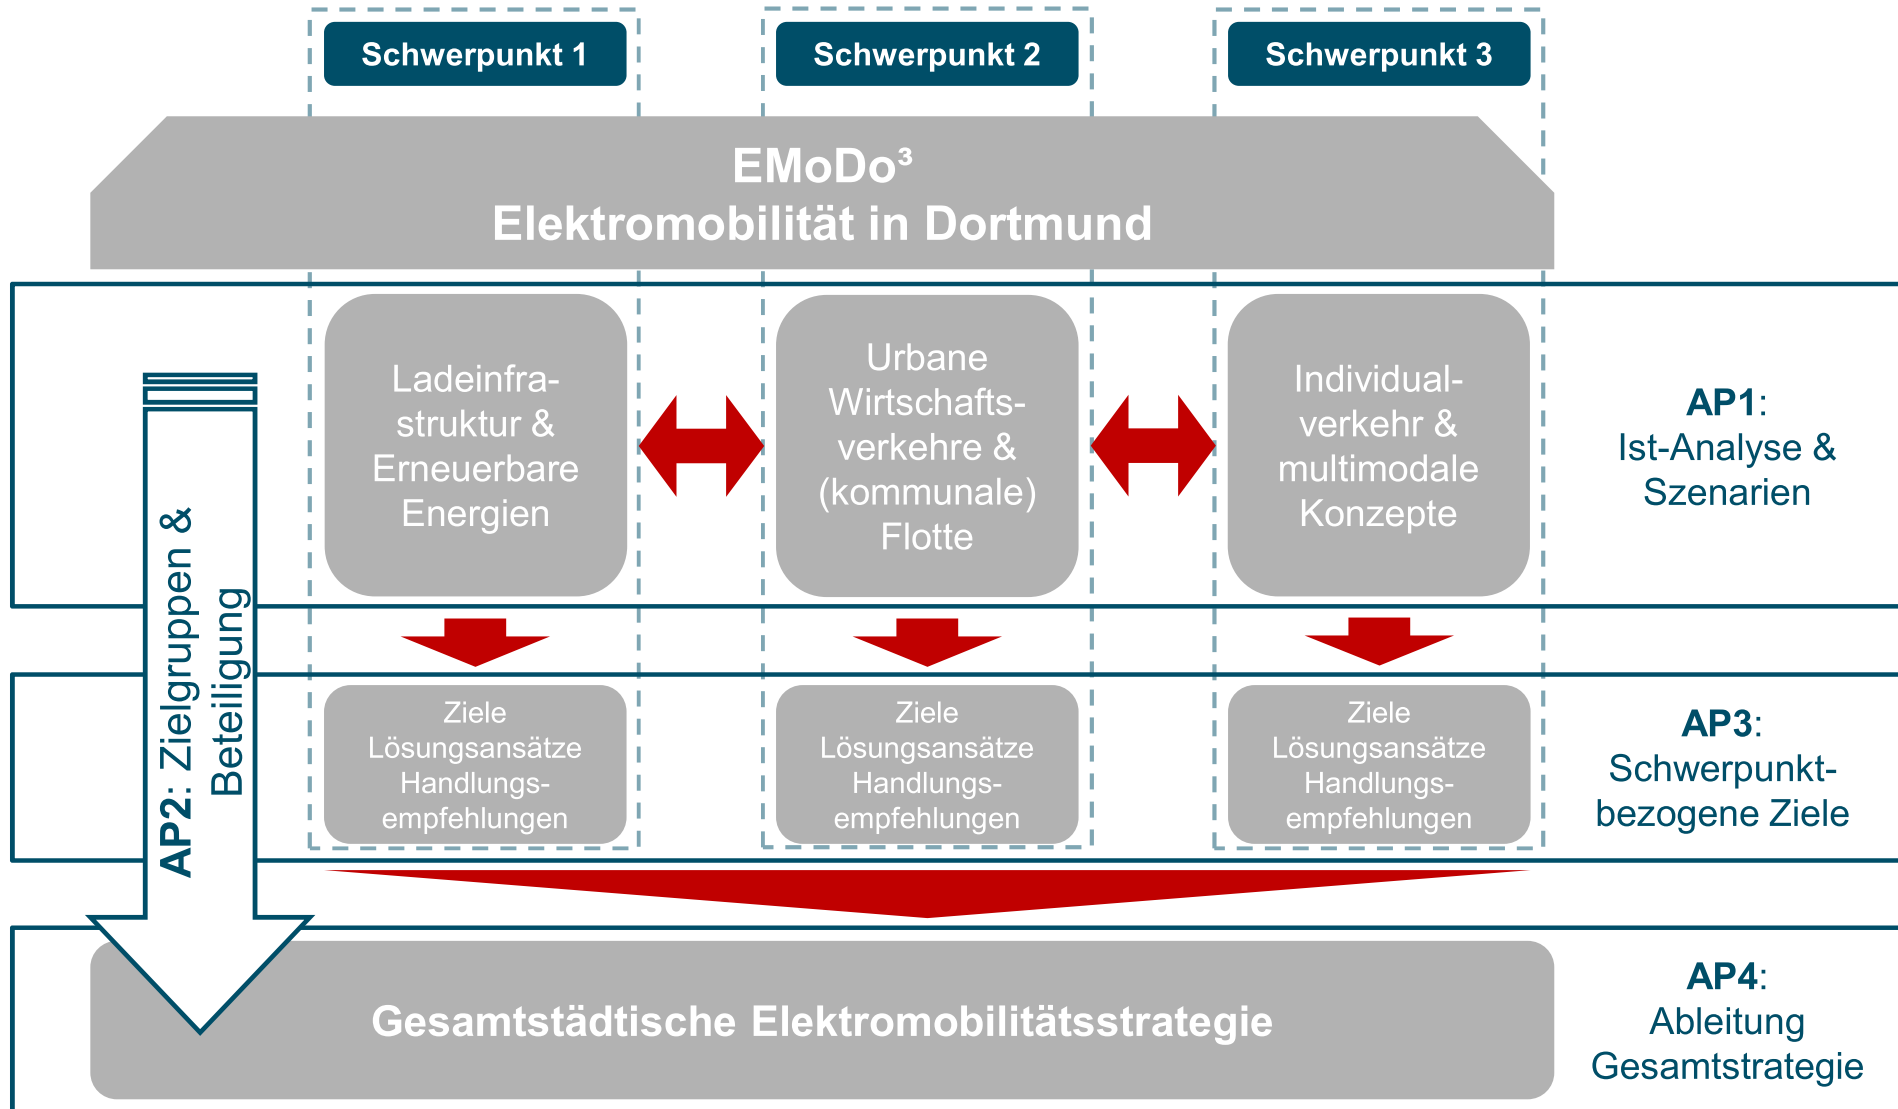 Schwerpunkt 1
Schwerpunkt 2
Schwerpunkt 3
EMoDo³
Elektromobilität in Dortmund
Ladeinfra-
struktur &
Erneuerbare
Energien
Urbane
Wirtschafts-
verkehre &
(kommunale)
Flotte
Individual-
verkehr &
multimodale
Konzepte
AP1:
Ist-Analyse &
Szenarien
AP2: Zielgruppen &
Beteiligung
Ziele
Lösungsansätze
Handlungs-
empfehlungen
Ziele
Lösungsansätze
Handlungs-
empfehlungen
Ziele
Lösungsansätze
Handlungs-
empfehlungen
AP3:
Schwerpunkt-
bezogene Ziele
Gesamtstädtische Elektromobilitätsstrategie
AP4:
Ableitung
Gesamtstrategie